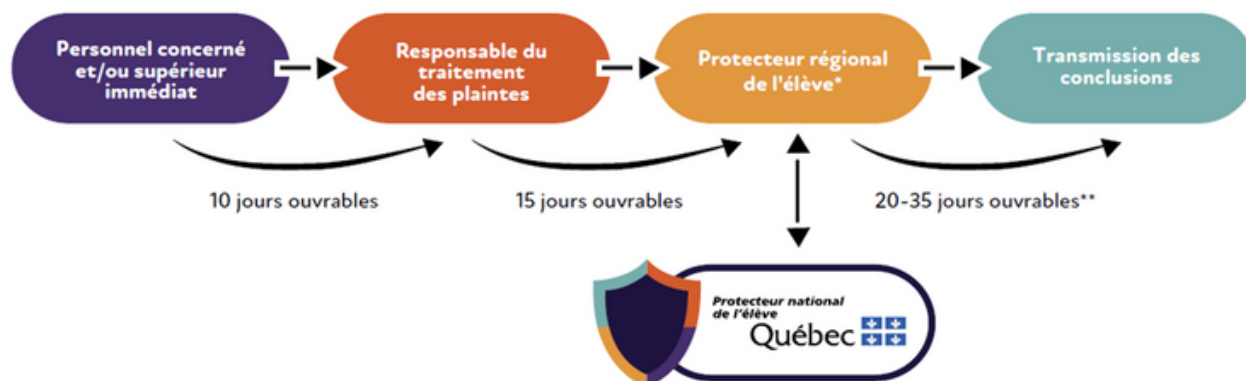 Personnel concerné
et/ou supérieur
immédiat
Responsable du
traitement
des plaintes
Protecteur régional
de l'élève*
Transmission des
conclusions
10 jours ouvrables
15 jours ouvrables
20-35 jours ouvrables**
Protecteur national
de l'élève
Québec